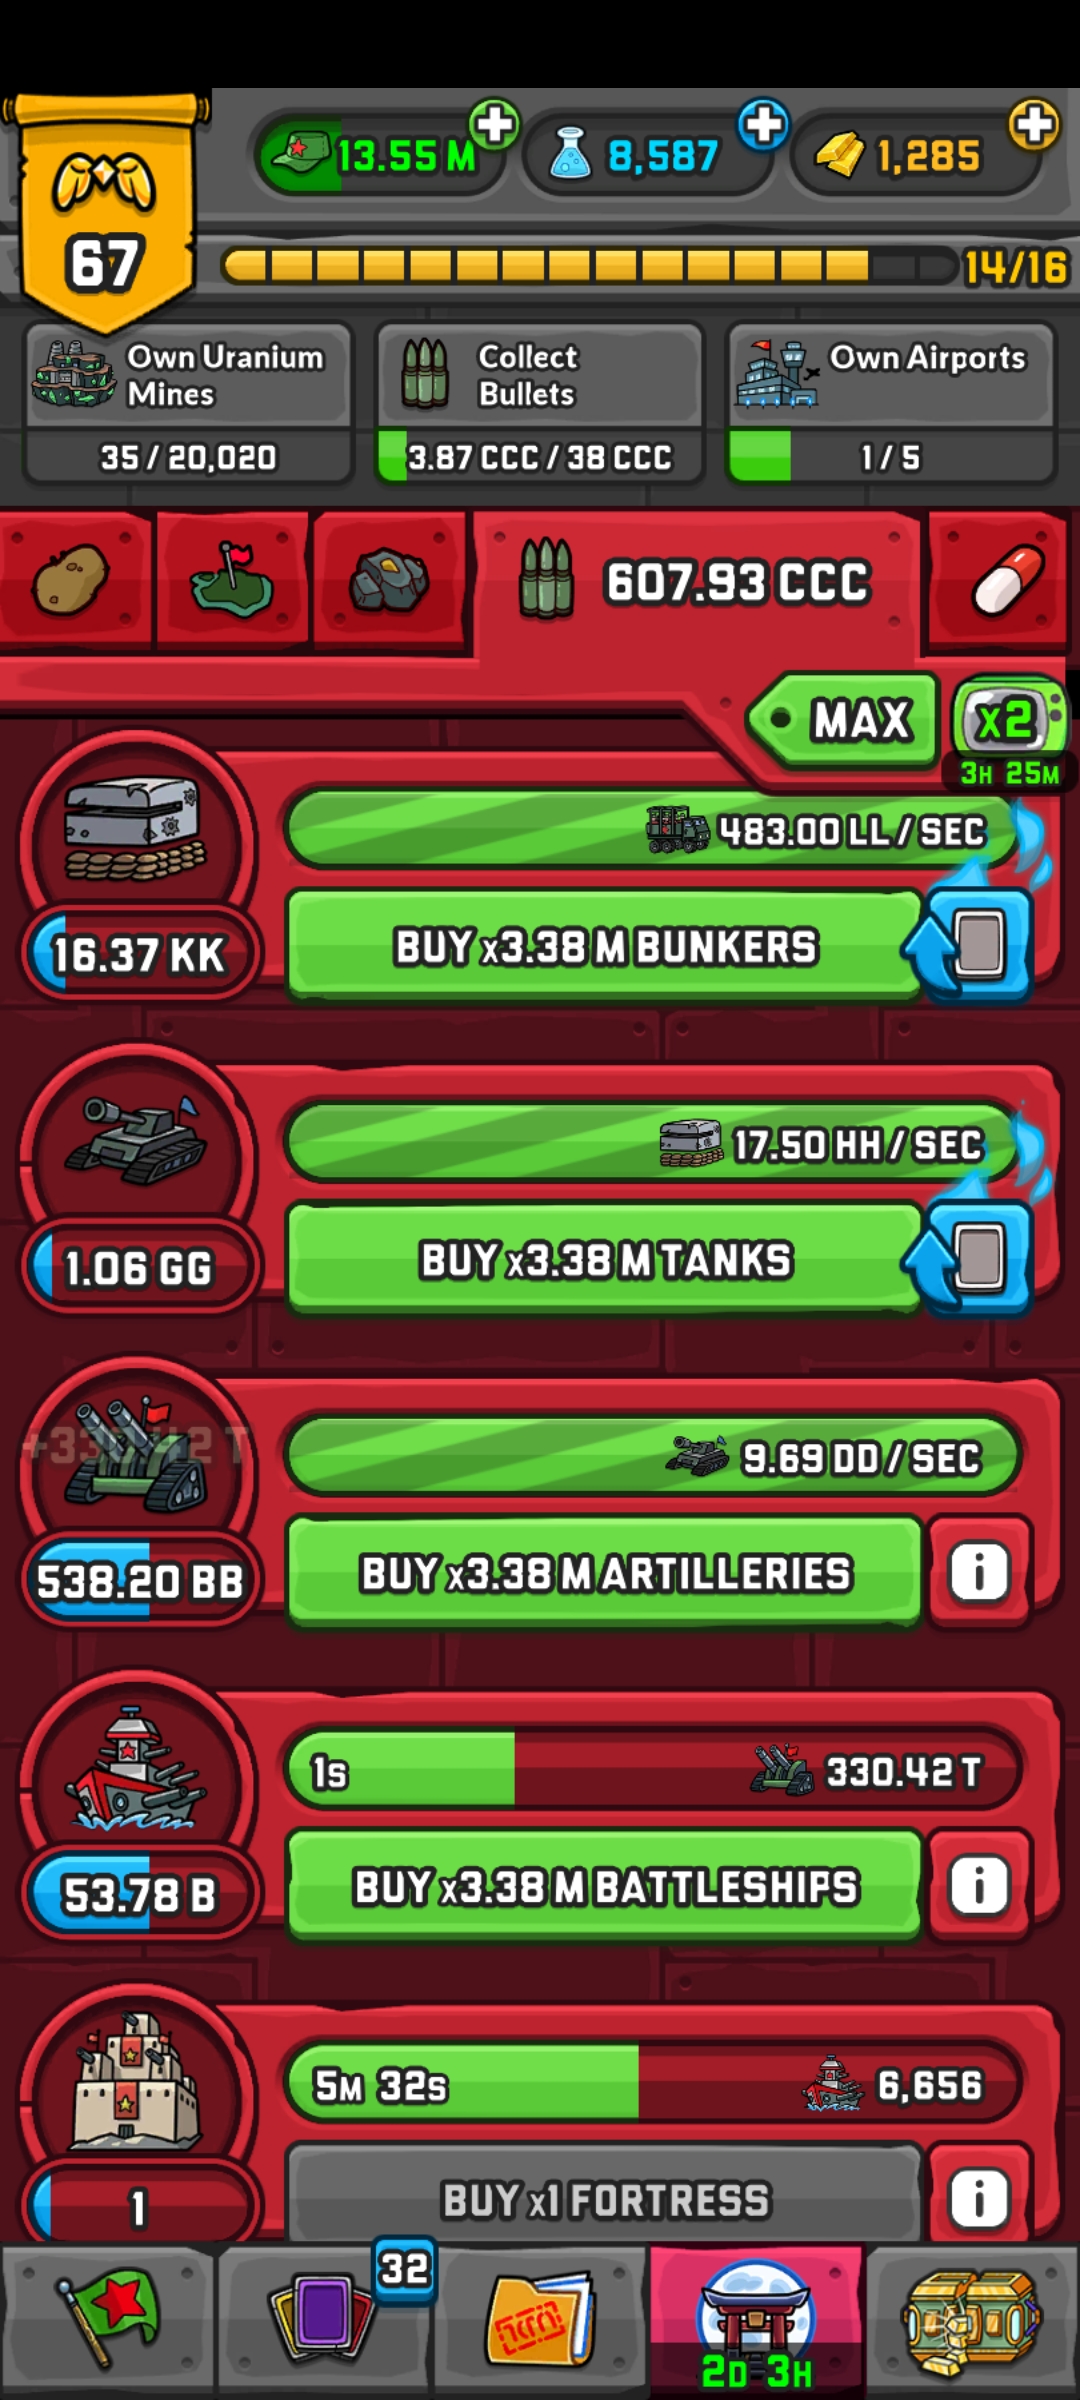 13.55 M
8,587
1,285
67
14/16
Own Uranium
Mines
35 / 20,020
Collect
Bullets
3.87 CCC / 38 CCC
Own Airports
1 / 5
607.93 CCC
MAX
x2
3H 25M
483.00 LL / SEC
16.37 KK
BUY x3.38 M BUNKERS
17.50 HH / SEC
1.06 GG
BUY x3.38 M TANKS
+330.42 T
9.69 DD / SEC
538.20 BB
BUY x3.38 M ARTILLERIES
i
1S
330.42 T
53.78 B
BUY x3.38 M BATTLESHIPS
i
5M 32S
6,656
1
BUY x1 FORTRESS
i
32
2D 3H